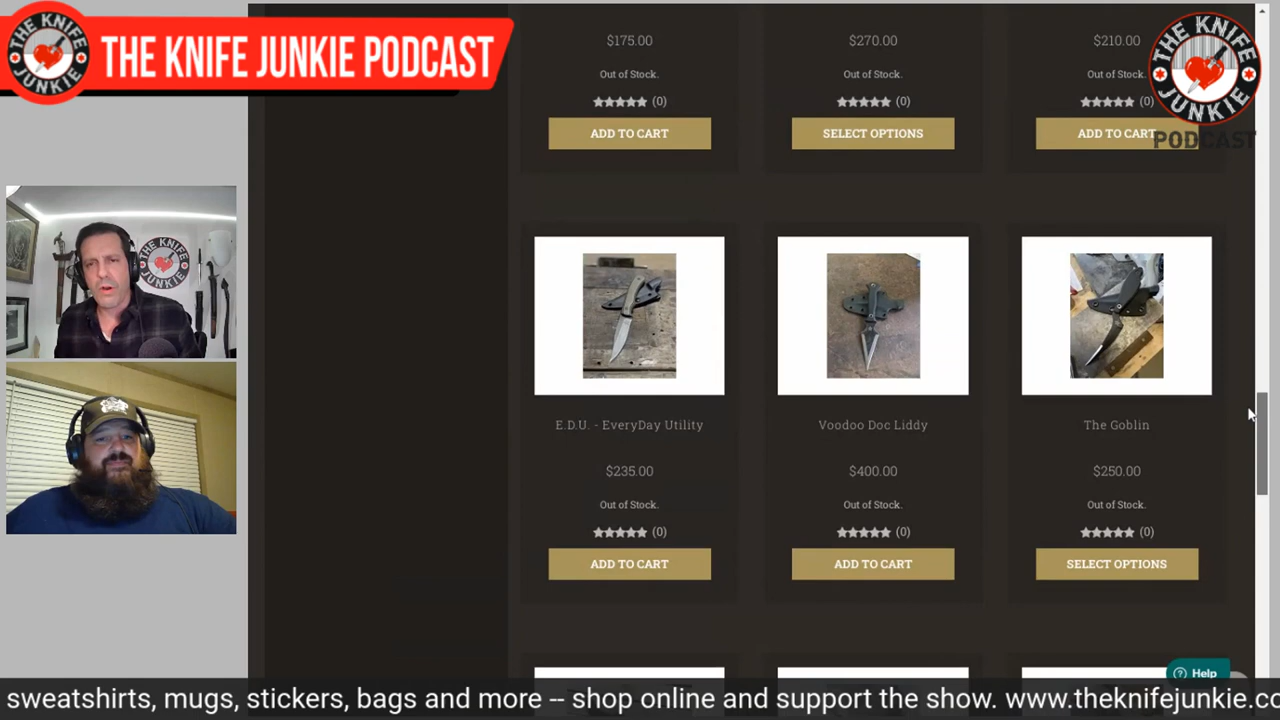 THE KNIFE JUNKIE
THE KNIFE JUNKIE PODCAST
THE KNIFE JUNKIE
PODCAST
$175.00
$270.00
$210.00
Out of Stock.
Out of Stock.
Out of Stock.
(0)
(0)
(0)
ADD TO CART
SELECT OPTIONS
ADD TO CART
THE KNIFE JUNKIE
E.D.U. - EveryDay Utility
Voodoo Doc Liddy
The Goblin
$235.00
$400.00
$250.00
Out of Stock.
Out of Stock.
Out of Stock.
(0)
(0)
(0)
ADD TO CART
ADD TO CART
SELECT OPTIONS
Help
sweatshirts, mugs, stickers, bags and more -- shop online and support the show. www.theknifejunkie.co